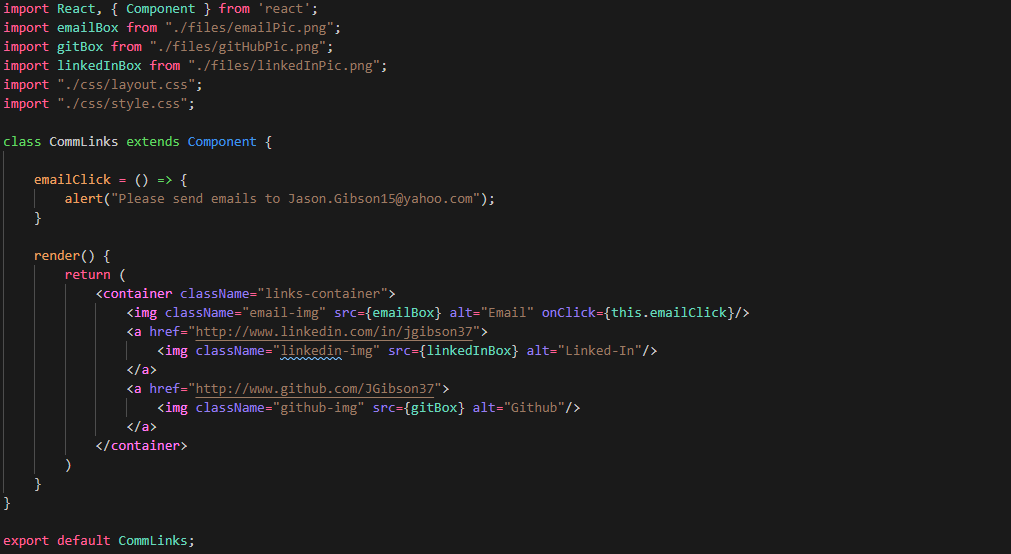 import React, { Component } from 'react';
import emailBox from "./files/emailPic.png";
import gitBox from "./files/gitHubPic.png";
import linkedInBox from "./files/linkedInPic.png";
import "./css/layout.css";
import "./css/style.css";

class CommLinks extends Component {

    emailClick = () => {
        alert("Please send emails to Jason.Gibson15@yahoo.com");
    }

    render() {
        return (
            <container className="links-container">
                <img className="email-img" src={emailBox} alt="Email" onClick={this.emailClick}/>
                <a href="http://www.linkedin.com/in/jgibson37">
                    <img className="linkedin-img" src={linkedInBox} alt="Linked-In"/>
                </a>
                <a href="http://www.github.com/JGibson37">
                    <img className="github-img" src={gitBox} alt="Github"/>
                </a>
            </container>
        )
    }
}

export default CommLinks;